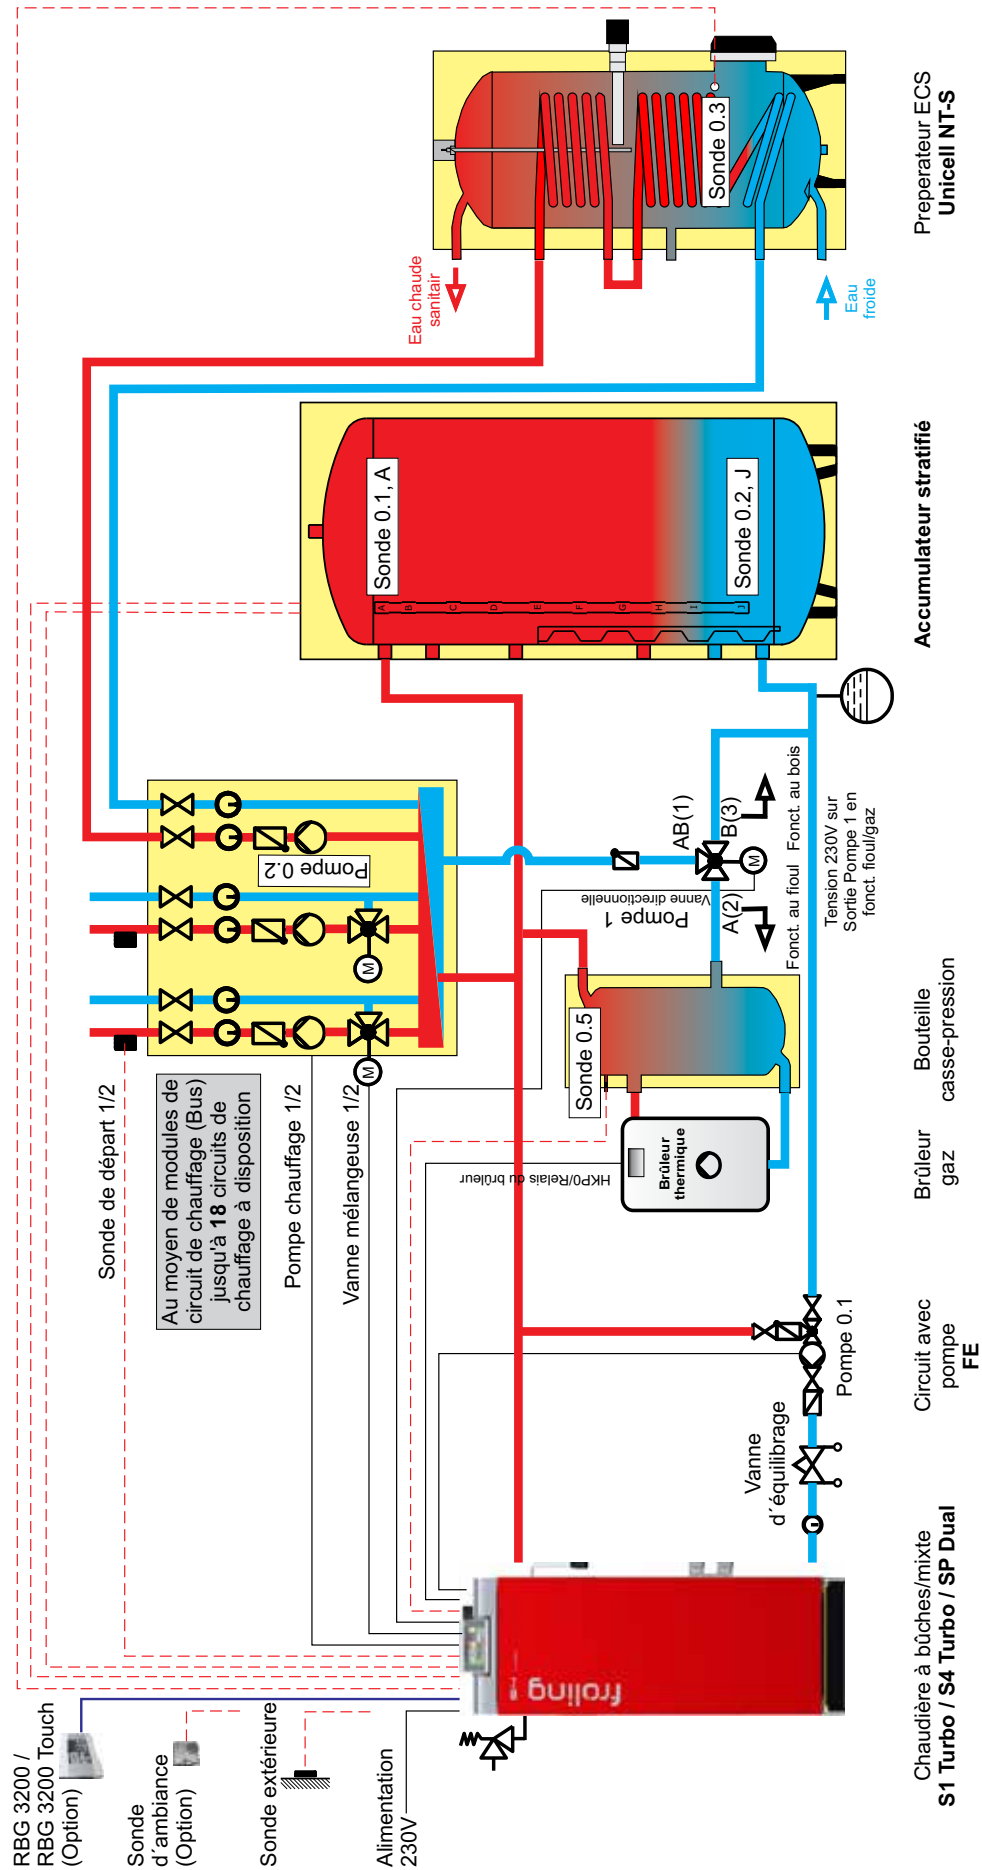 RBG 3200 /
RBG 3200 Touch
(Option)
Sonde
d´ambiance
(Option)
Sonde extérieure
Alimentation
230V
Sonde de départ 1/2
Au moyen de modules de
circuit de chauffage (Bus)
jusqu'à 18 circuits de
chauffage à disposition
Pompe chauffage 1/2
Vanne mélangeuse 1/2
M
M
Pompe 0.2
Eau chaude
sanitair
Eau
froide
Sonde 0.3
Sonde 0.1, A
Sonde 0.2, J
A
B
C
D
E
F
G
H
I
J
HKP0/Relais du brûleur
Brûleur
thermique
Sonde 0.5
Pompe 1
Vanne directionnelle
AB(1)
A(2)
B(3)
M
Fonct. au fioul
Fonct. au bois
Tension 230V sur
Sortie Pompe 1 en
fonct. fioul/gaz
Vanne
d´équilibrage
Pompe 0.1
froling
Chaudière à bûches/mixte
S1 Turbo / S4 Turbo / SP Dual
Circuit avec
pompe
FE
Brûleur
gaz
Bouteille
casse-pression
Accumulateur stratifié
Preperateur ECS
Unicell NT-S